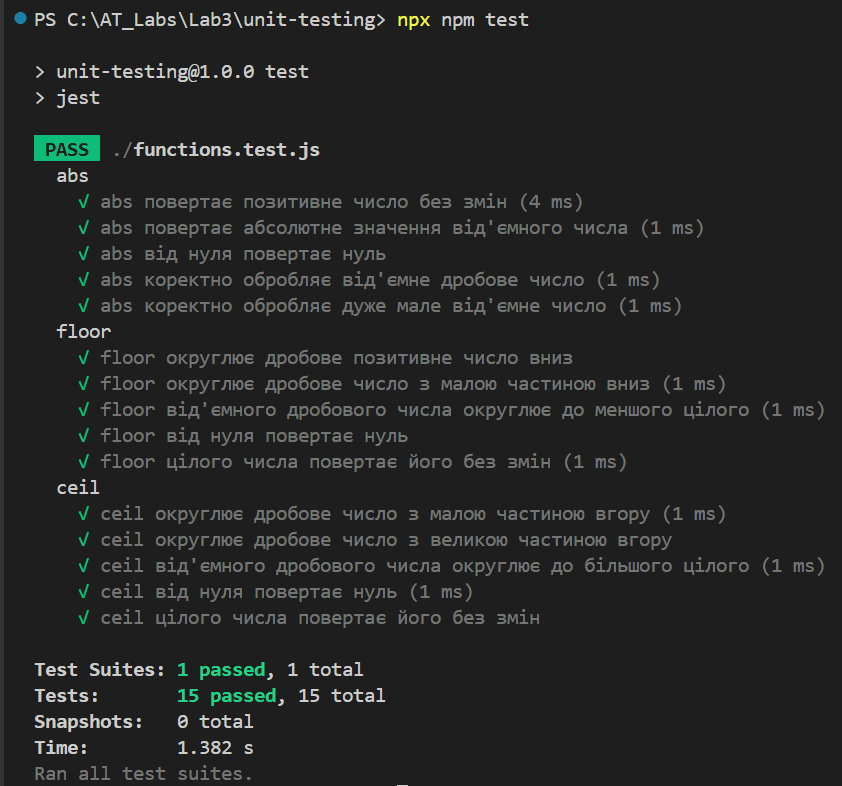 PS C:\AT_Labs\Lab3\unit-testing> npx npm test
> unit-testing@1.0.0 test
> jest
PASS ./functions.test.js
abs
√ abs повертає позитивне число без змін (4 ms)
√ abs повертає абсолютне значення від'ємного числа (1 ms)
√ abs від нуля повертає нуль
√ abs коректно обробляє від'ємне дробове число (1 ms)
√ abs коректно обробляє дуже мале від'ємне число (1 ms)
floor
√ floor округлює дробове позитивне число вниз
√ floor округлює дробове число з малою частиною вниз (1 ms)
√ floor від'ємного дробового числа округлює до меншого цілого (1 ms)
√ floor від нуля повертає нуль
√ floor цілого числа повертає його без змін (1 ms)
ceil
√ ceil округлює дробове число з малою частиною вгору (1 ms)
√ ceil округлює дробове число з великою частиною вгору
√ ceil від'ємного дробового числа округлює до більшого цілого (1 ms)
√ ceil від нуля повертає нуль (1 ms)
√ ceil цілого числа повертає його без змін
Test Suites: 1 passed, 1 total
Tests: 15 passed, 15 total
Snapshots: 0 total
Time: 1.382 s
Ran all test suites.